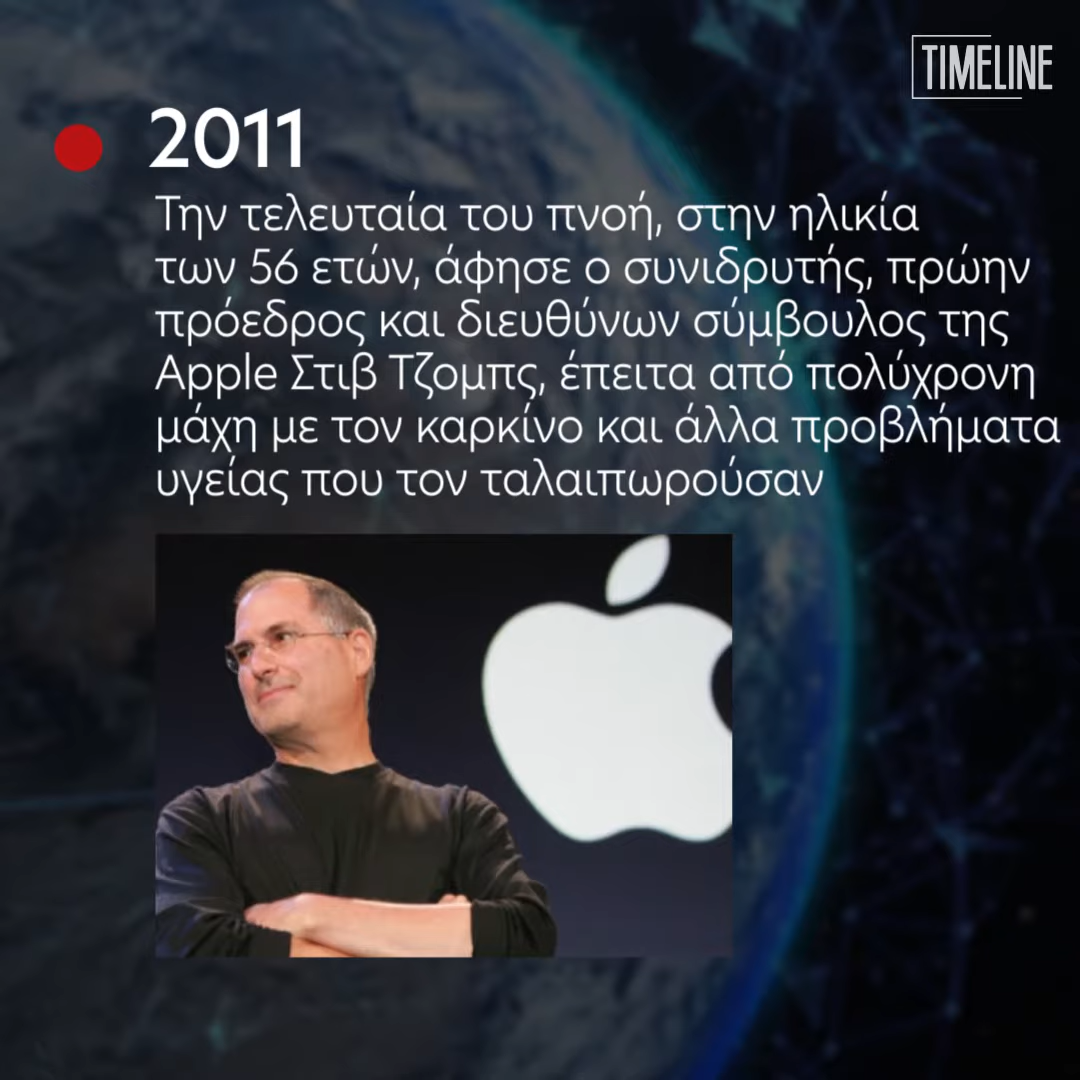 TIMELINE
2011
Την τελευταία του πνοή, στην ηλικία
των 56 ετών, άφησε ο συνιδρυτής, πρώην
πρόεδρος και διευθύνων σύμβουλος της
Apple Στιβ Τζομπς, έπειτα από πολύχρονη
μάχη με τον καρκίνο και άλλα προβλήματα
υγείας που τον ταλαιπωρούσαν